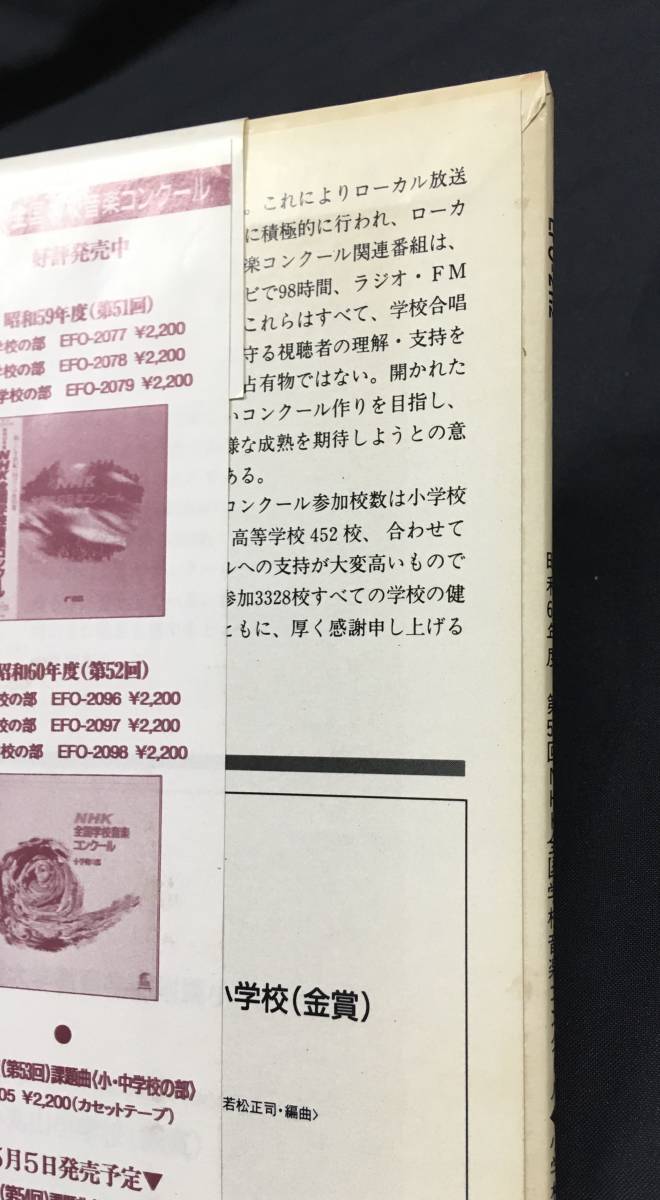 音楽コンクール
好評発売中
昭和59年度(第51回)
学校の部 EFO-2077 ¥2,200
学校の部 EFO-2078 ¥2,200
学校の部 EFO-2079 ¥2,200
NHK
全国学校音楽コンクール
昭和60年度(第52回)
校の部 EFO-2096 ¥2,200
校の部 EFO-2097 ¥2,200
校の部 EFO-2098 ¥2,200
NHK
全国学校音楽
コンクール
●
(第53回)課題曲〈小・中学校の部〉
05 ¥2,200(カセットテープ)
月5日発売予定▼
。これによりローカル放送
に積極的に行われ、ローカ
楽コンクール関連番組は、
ビで98時間、ラジオ・FM
これらはすべて、学校合唱
守る視聴者の理解・支持を
占有物ではない。開かれた
いコンクール作りを目指し、
様な成熟を期待しようとの意
ある。
コンクール参加校数は小学校
高等学校452校、合わせて
ルへの支持が大変高いもので
参加3328校すべての学校の健
ともに、厚く感謝申し上げる
小学校(金賞)
若松正司・編曲〉